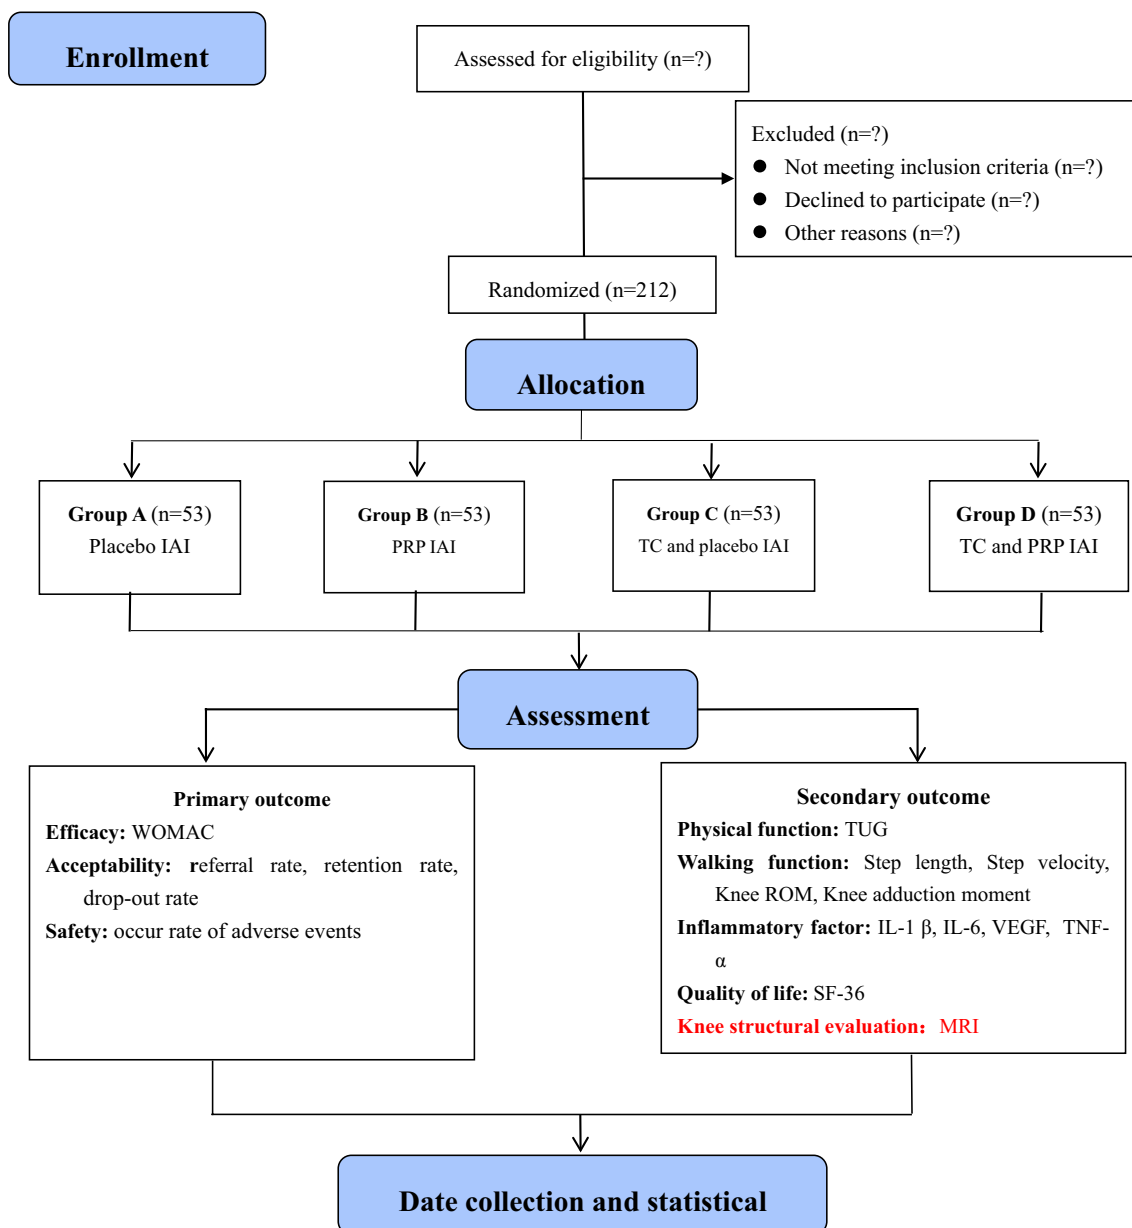 Enrollment
Assessed for eligibility (n=?)
Excluded (n=?)
● Not meeting inclusion criteria (n=?)
● Declined to participate (n=?)
● Other reasons (n=?)
Randomized (n=212)
Allocation
Group A (n=53)
Placebo IAI
Group B (n=53)
PRP IAI
Group C (n=53)
TC and placebo IAI
Group D (n=53)
TC and PRP IAI
Assessment
Primary outcome
Efficacy: WOMAC
Acceptability: referral rate, retention rate,
drop-out rate
Safety: occur rate of adverse events
Secondary outcome
Physical function: TUG
Walking function: Step length, Step velocity,
Knee ROM, Knee adduction moment
Inflammatory factor: IL-1 β, IL-6, VEGF, TNF-
α
Quality of life: SF-36
Knee structural evaluation： MRI
Date collection and statistical